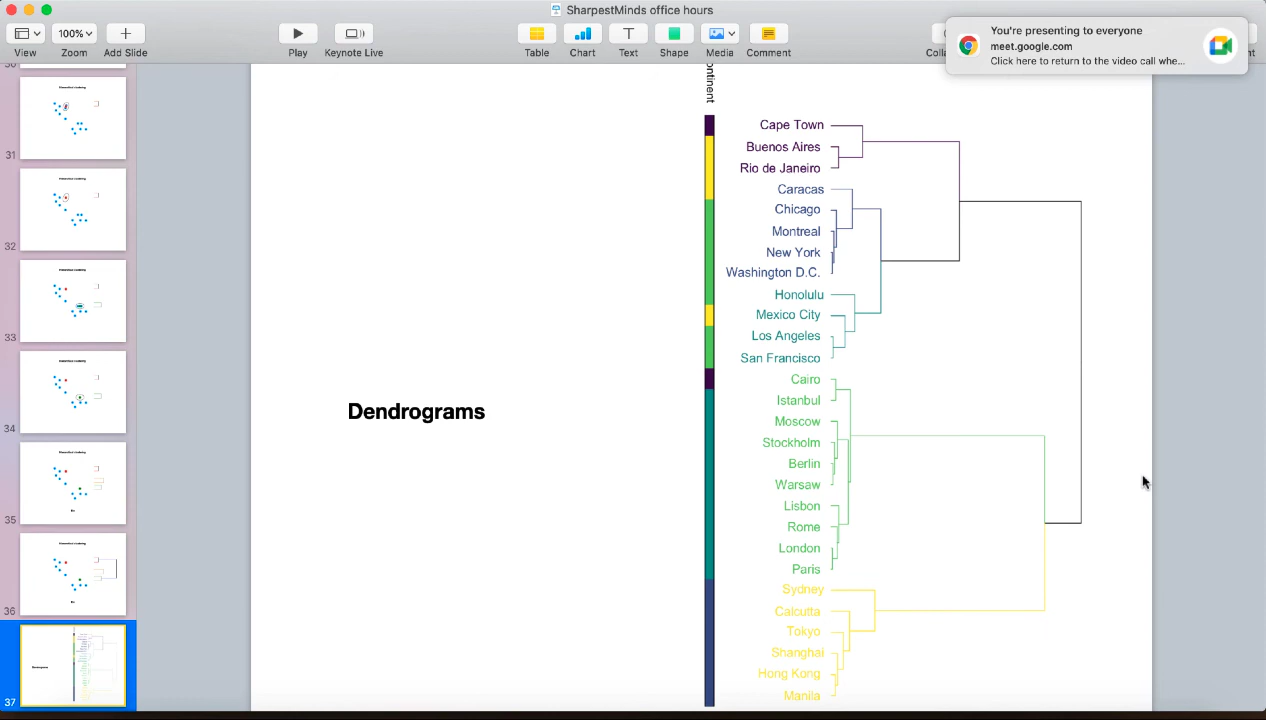 SharpestMinds office hours
100%
View
Zoom
Add Slide
Play
Keynote Live
Table
Chart
Text
Shape
Media
Comment
You're presenting to everyone
meet.google.com
Click here to return to the video call whe...
31
32
33
34
35
36
37
Dendrograms
ontinent
Cape Town
Buenos Aires
Rio de Janeiro
Caracas
Chicago
Montreal
New York
Washington D.C.
Honolulu
Mexico City
Los Angeles
San Francisco
Cairo
Istanbul
Moscow
Stockholm
Berlin
Warsaw
Lisbon
Rome
London
Paris
Sydney
Calcutta
Tokyo
Shanghai
Hong Kong
Manila